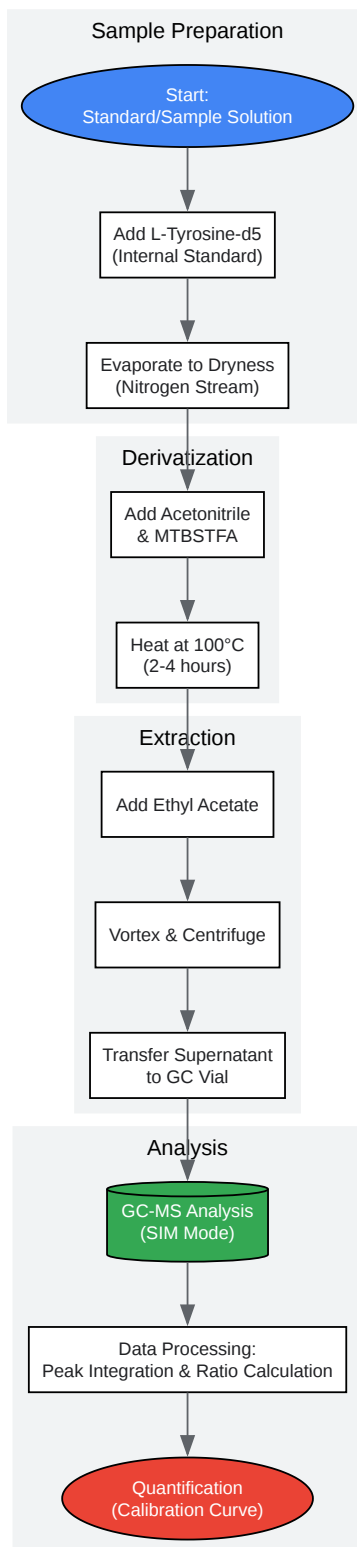 Sample Preparation
Start:
Standard/Sample Solution
Add L-Tyrosine-d5
(Internal Standard)
Evaporate to Dryness
(Nitrogen Stream)
Derivatization
Add Acetonitrile
& MTBSTFA
Heat at 100°C
(2-4 hours)
Extraction
Add Ethyl Acetate
Vortex & Centrifuge
Transfer Supernatant
to GC Vial
Analysis
GC-MS Analysis
(SIM Mode)
Data Processing:
Peak Integration & Ratio Calculation
Quantification
(Calibration Curve)